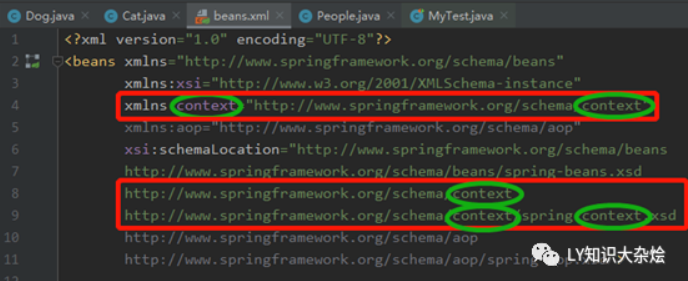 Dog.java × Cat.java × beans.xml × People.java × MyTest.java ×
1 <?xml version="1.0" encoding="UTF-8"?>
2 <beans xmlns="http://www.springframework.org/schema/beans"
3 xmlns:xsi="http://www.w3.org/2001/XMLSchema-instance"
4 xmlns context "http://www.springframework.org/schema context
5 xmlns:aop="http://www.springframework.org/schema/aop"
6 xsi:schemaLocation="http://www.springframework.org/schema/beans
7 http://www.springframework.org/schema/beans/spring-beans.xsd
8 http://www.springframework.org/schema/context
9 http://www.springframework.org/schema/context/spring context xsd
10 http://www.springframework.org/schema/aop
11 http://www.springframework.org/schema/aop/spring
12
LY知识大杂烩